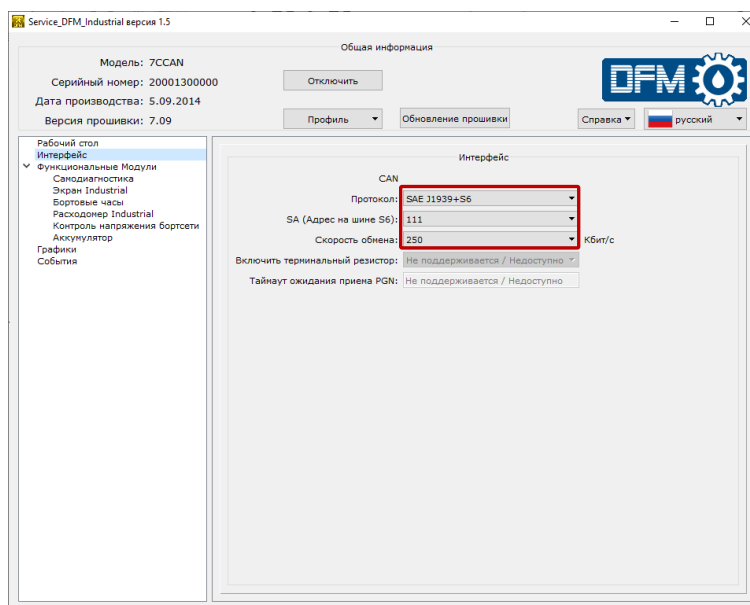 Service_DFM_Industrial версия 1.5
Общая информация
Модель: 7CCAN
Серийный номер: 20001300000
Отключить
Дата производства: 5.09.2014
Версия прошивки: 7.09
Профиль
Обновление прошивки
Справка
русский
DFM
Рабочий стол
Интерфейс
Функциональные Модули
Самодиагностика
Экран Industrial
Бортовые часы
Расходомер Industrial
Контроль напряжения бортсети
Аккумулятор
Графики
События
Интерфейс
CAN
Протокол: SAE J1939+S6
SA (Адрес на шине S6): 111
Скорость обмена: 250 Кбит/с
Включить терминальный резистор: Не поддерживается / Недоступно
Таймаут ожидания приема PGN: Не поддерживается / Недоступно